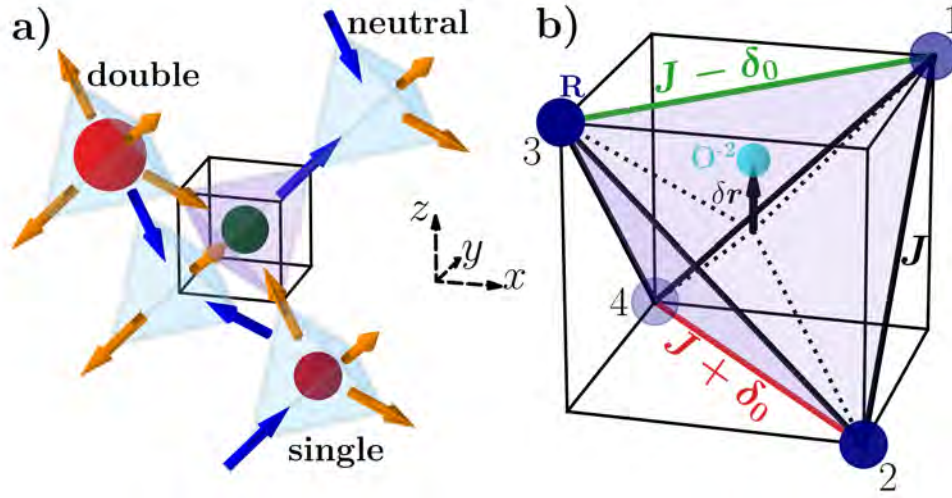 a)
neutral
double
single
z
y
x
b)
1
J − δ₀
R
3
O⁻²
δr
J
4
J + δ₀
2